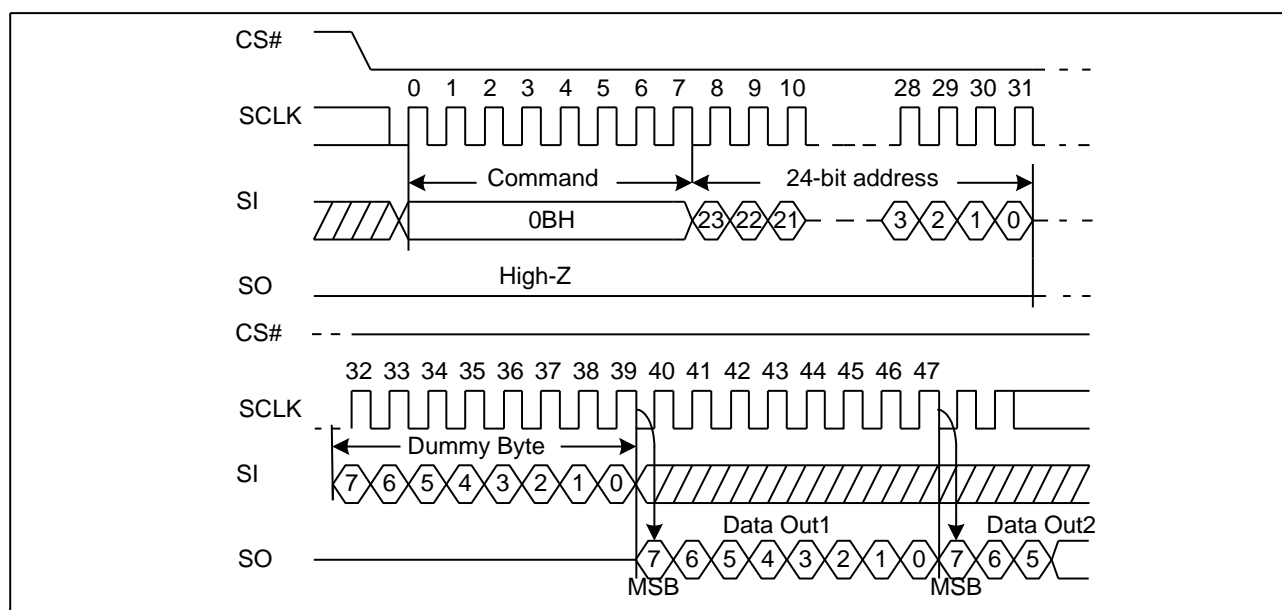 CS#
0 1 2 3 4 5 6 7 8 9 10 28 29 30 31
SCLK
Command 24-bit address
SI
0BH 23 22 21 3 2 1 0
High-Z
SO
CS#
32 33 34 35 36 37 38 39 40 41 42 43 44 45 46 47
SCLK
Dummy Byte
SI
7 6 5 4 3 2 1 0
Data Out1 Data Out2
SO
7 6 5 4 3 2 1 0 7 6 5
MSB MSB